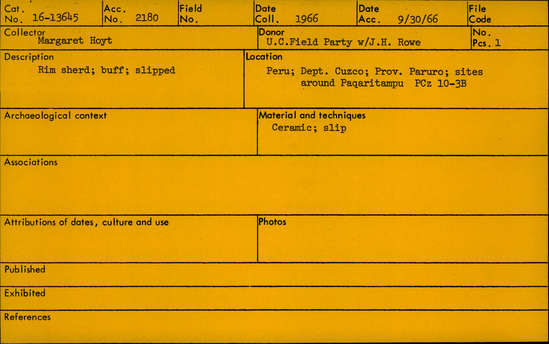 Cat. No. 16-13645 Acc. No. 2180 Field No. Date Coll. 1966 Date Acc. 9/30/66 File Code
Collector Margaret Hoyt Donor U.C.Field Party w/J.H. Rowe No. Pcs. 1
Description Location
Rim sherd; buff; slipped Peru; Dept. Cuzco; Prov. Paruro; sites
around Paqaritampu PCz 10-3B
Archaeological context Material and techniques
Ceramic; slip
Associations
Attributions of dates, culture and use Photos
Published
Exhibited
References